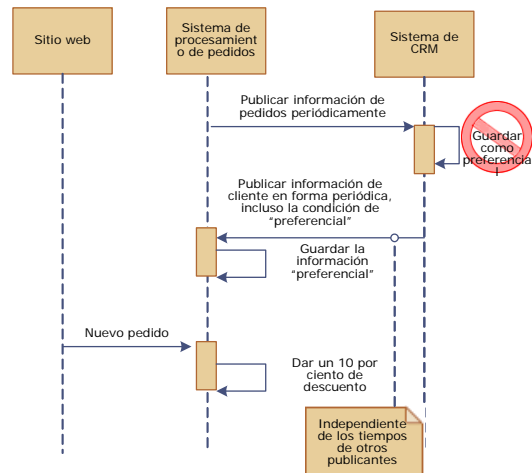 Sitio web
Sistema de
procesamient
o de pedidos
Sistema de
CRM
Publicar información de
pedidos periódicamente
Guardar
como
preferencia
l
Publicar información de
cliente en forma periódica,
incluso la condición de
“preferencial”
Guardar la
información
“preferencial”
Nuevo pedido
Dar un 10 por
ciento de
descuento
Independiente
de los tiempos
de otros
publicantes